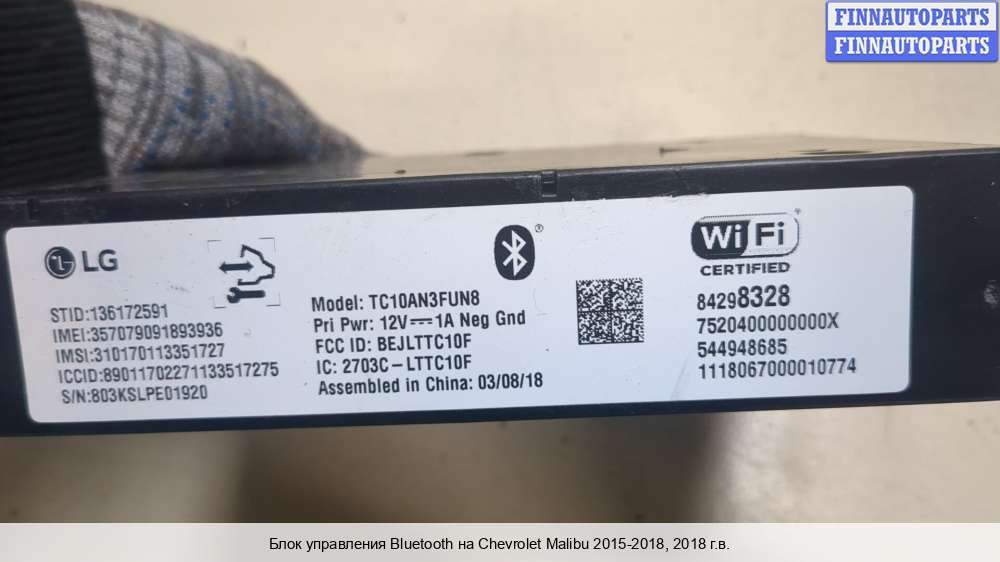 FINNAUTOPARTS
FINNAUTOPARTS
LG
STID:136172591
IMEI:357079091893936
IMSI:310170113351727
ICCID:89011702271133517275
S/N:803KSLPE01920
Model: TC10AN3FUN8
Pri Pwr: 12V⎓1A Neg Gnd
FCC ID: BEJLTTC10F
IC: 2703C-LTTC10F
Assembled in China: 03/08/18
®
Wi Fi®
CERTIFIED
84298328
7520400000000X
544948685
1118067000010774
Блок управления Bluetooth на Chevrolet Malibu 2015-2018, 2018 г.в.